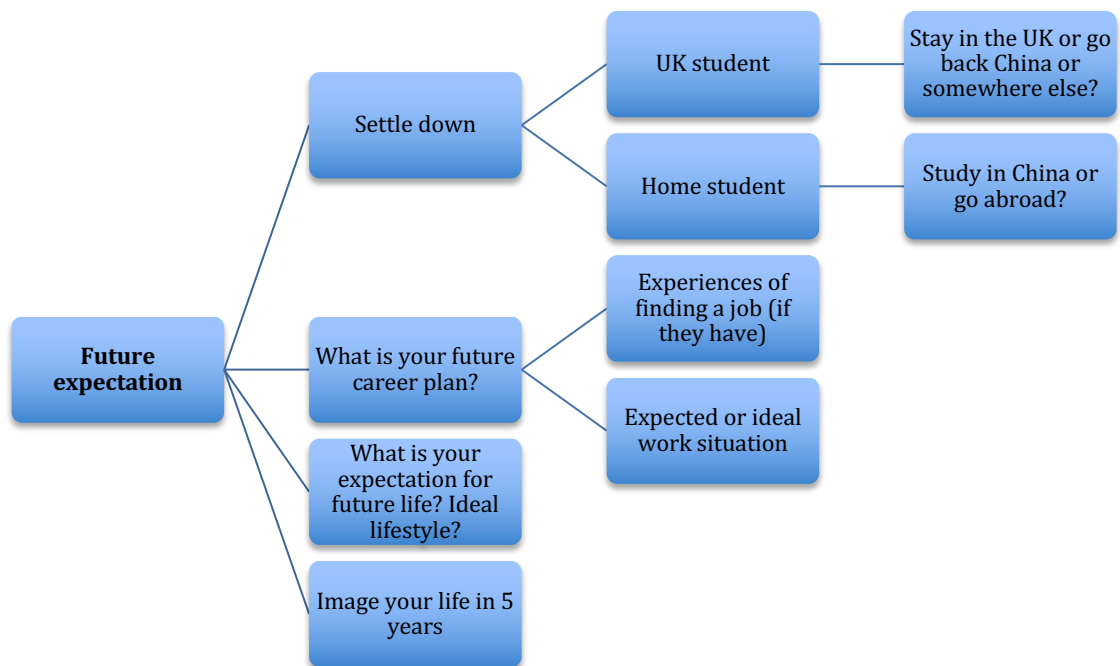 Future
expectation
Settle down
UK student
Stay in the UK or go
back China or
somewhere else?
Home student
Study in China or
go abroad?
What is your future
career plan?
Experiences of
finding a job (if
they have)
Expected or ideal
work situation
What is your
expectation for
future life? Ideal
lifestyle?
Image your life in 5
years